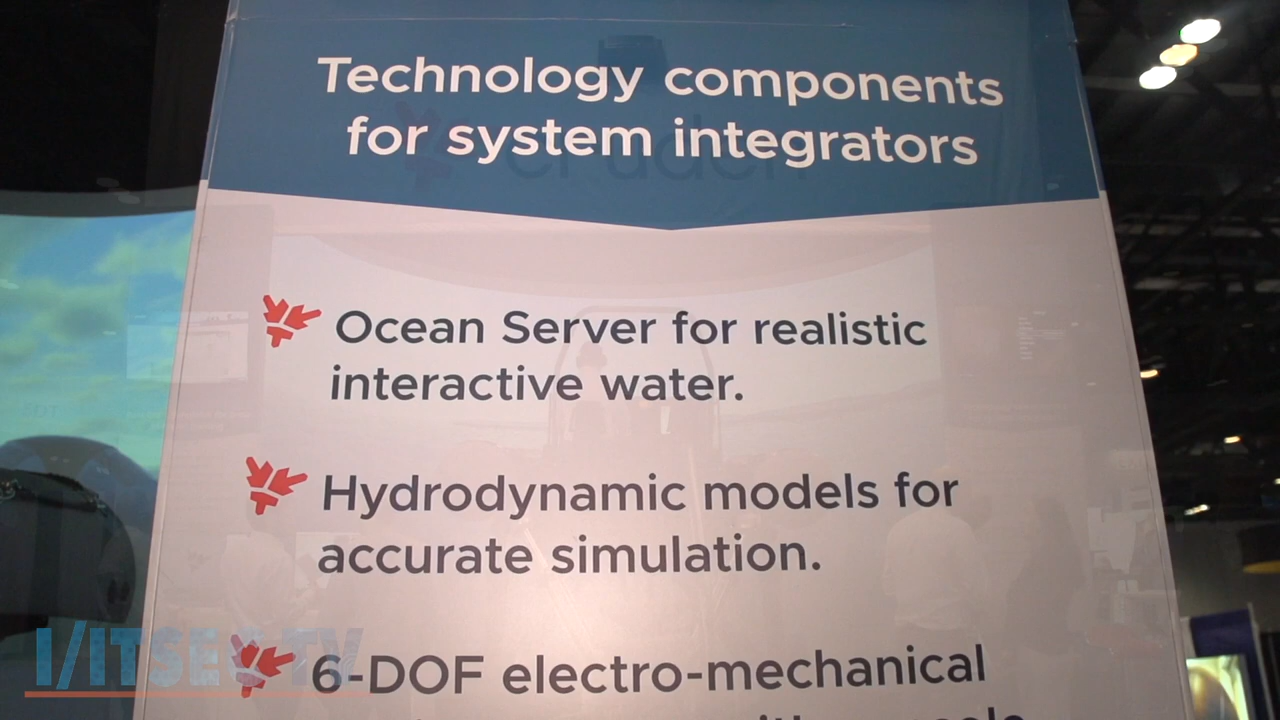 Technology components
for system integrators
Ocean Server for realistic
interactive water.
Hydrodynamic models for
accurate simulation.
6-DOF electro-mechanical
I/ITSEC TV